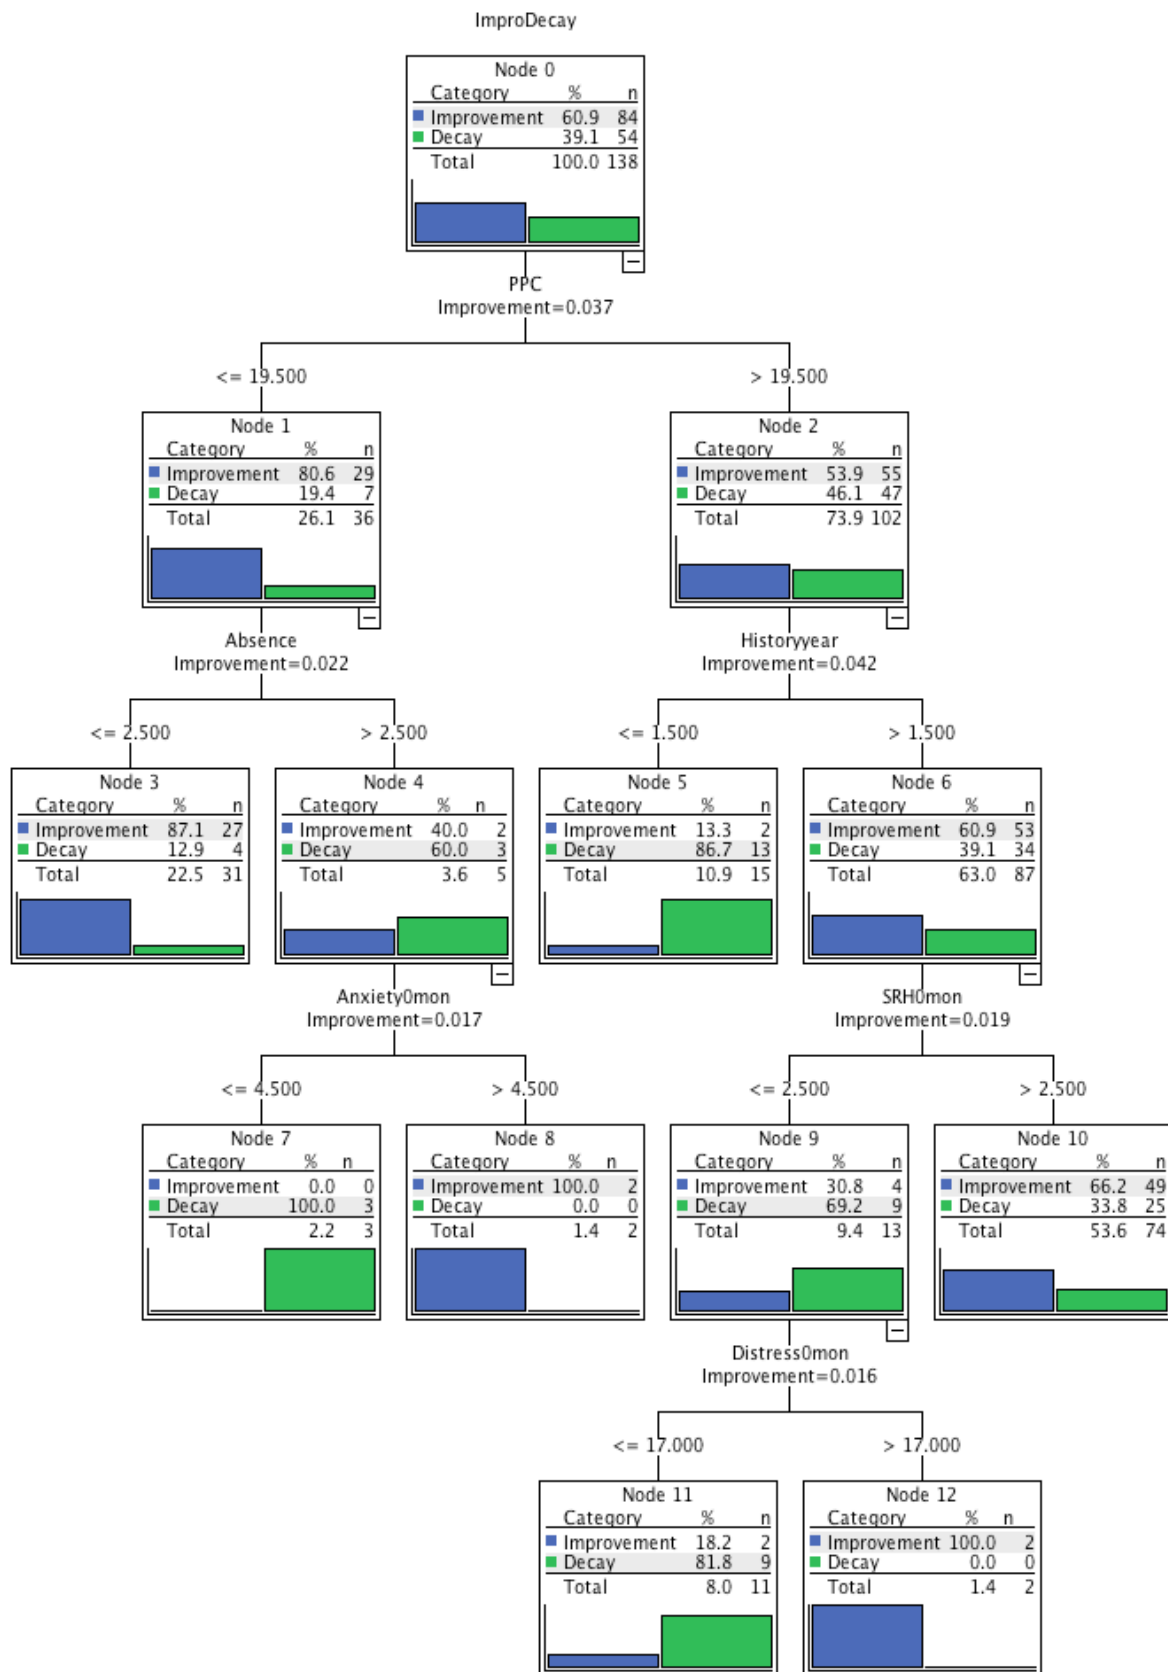 ImproDecay
Node 0
Category % n
Improvement 60.9 84
Decay 39.1 54
Total 100.0 138
PPC
Improvement=0.037
<= 19.500
> 19.500
Node 1
Category % n
Improvement 80.6 29
Decay 19.4 7
Total 26.1 36
Node 2
Category % n
Improvement 53.9 55
Decay 46.1 47
Total 73.9 102
Absence
Improvement=0.022
Historyyear
Improvement=0.042
<= 2.500
> 2.500
<= 1.500
> 1.500
Node 3
Category % n
Improvement 87.1 27
Decay 12.9 4
Total 22.5 31
Node 4
Category % n
Improvement 40.0 2
Decay 60.0 3
Total 3.6 5
Node 5
Category % n
Improvement 13.3 2
Decay 86.7 13
Total 10.9 15
Node 6
Category % n
Improvement 60.9 53
Decay 39.1 34
Total 63.0 87
Anxiety0mon
Improvement=0.017
SRH0mon
Improvement=0.019
<= 4.500
> 4.500
<= 2.500
> 2.500
Node 7
Category % n
Improvement 0.0 0
Decay 100.0 3
Total 2.2 3
Node 8
Category % n
Improvement 100.0 2
Decay 0.0 0
Total 1.4 2
Node 9
Category % n
Improvement 30.8 4
Decay 69.2 9
Total 9.4 13
Node 10
Category % n
Improvement 66.2 49
Decay 33.8 25
Total 53.6 74
Distress0mon
Improvement=0.016
<= 17.000
> 17.000
Node 11
Category % n
Improvement 18.2 2
Decay 81.8 9
Total 8.0 11
Node 12
Category % n
Improvement 100.0 2
Decay 0.0 0
Total 1.4 2